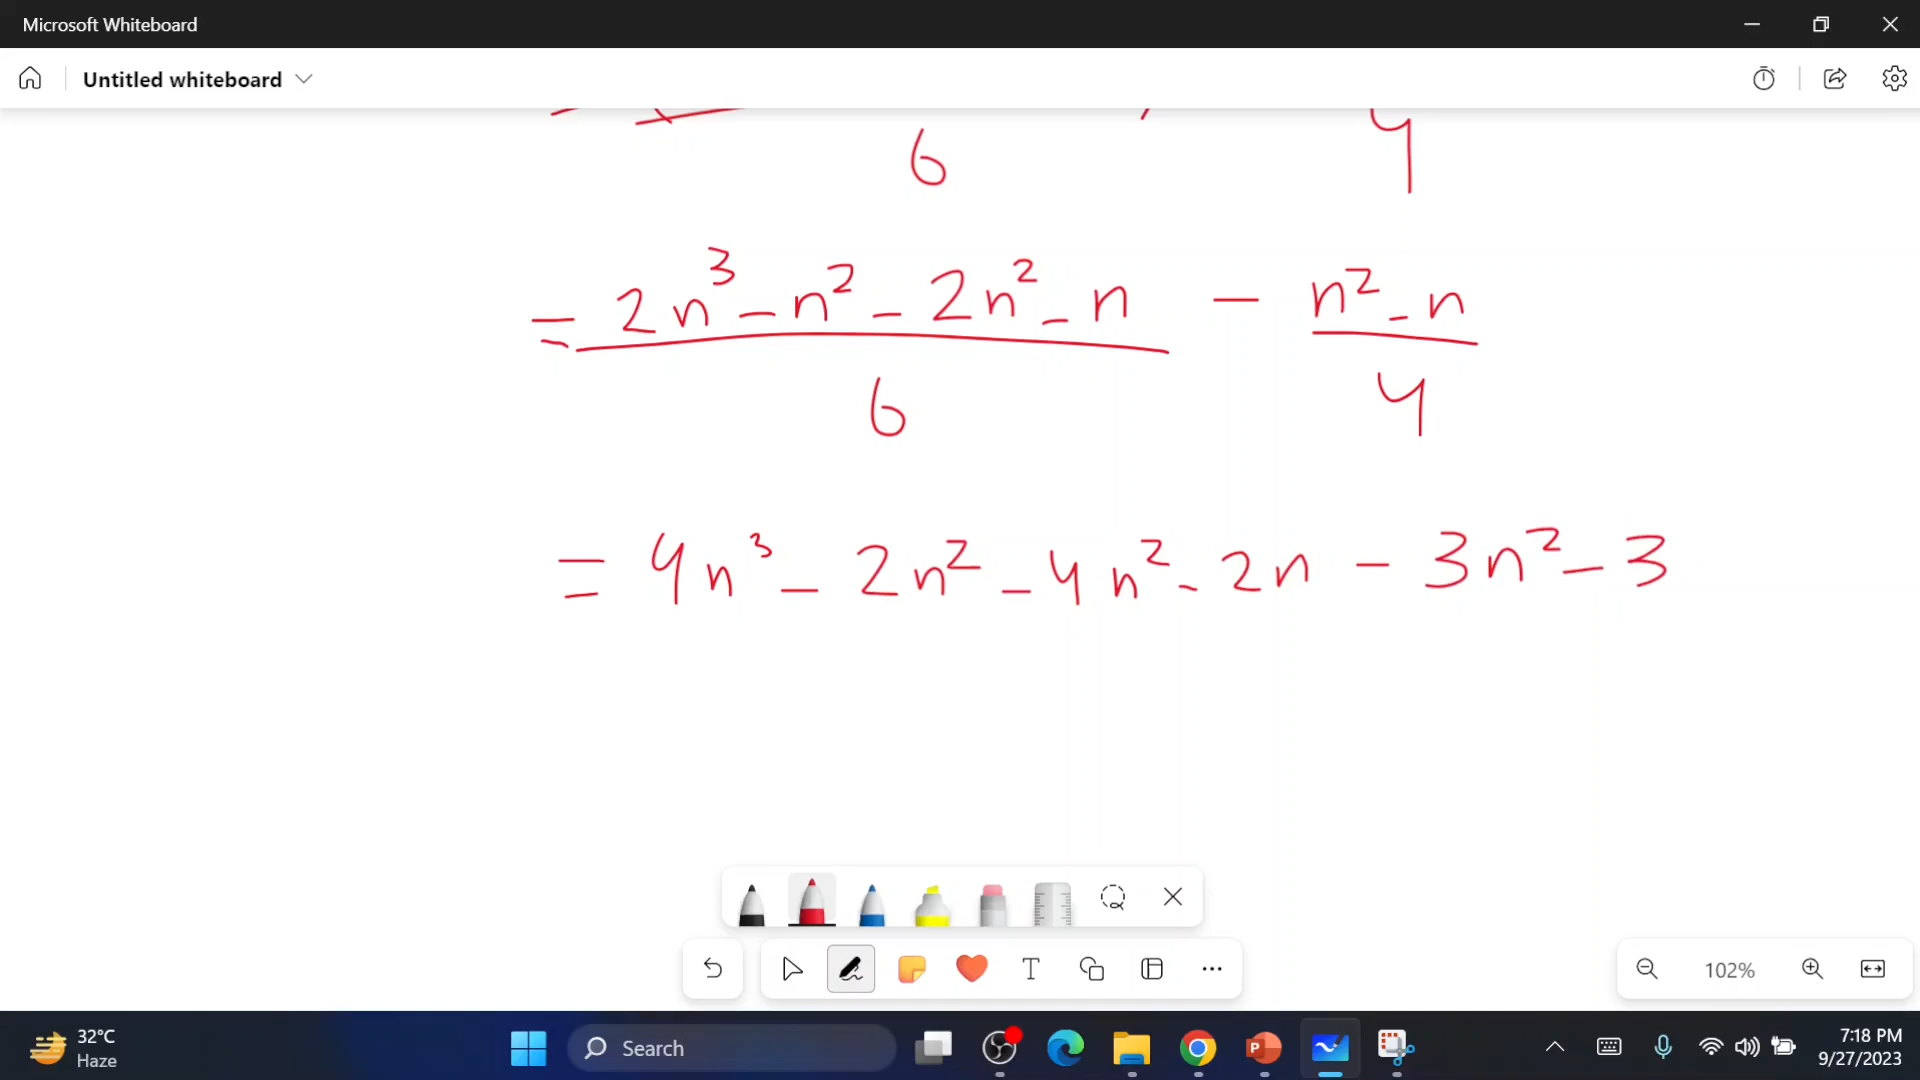 Microsoft Whiteboard
Untitled whiteboard
6 4
= 2n³ - n² - 2n² - n - n² - n
6 4
= 4n³ - 2n² - 4n² - 2n - 3n² - 3
102%
32°C
Haze
Search
7:18 PM
9/27/2023